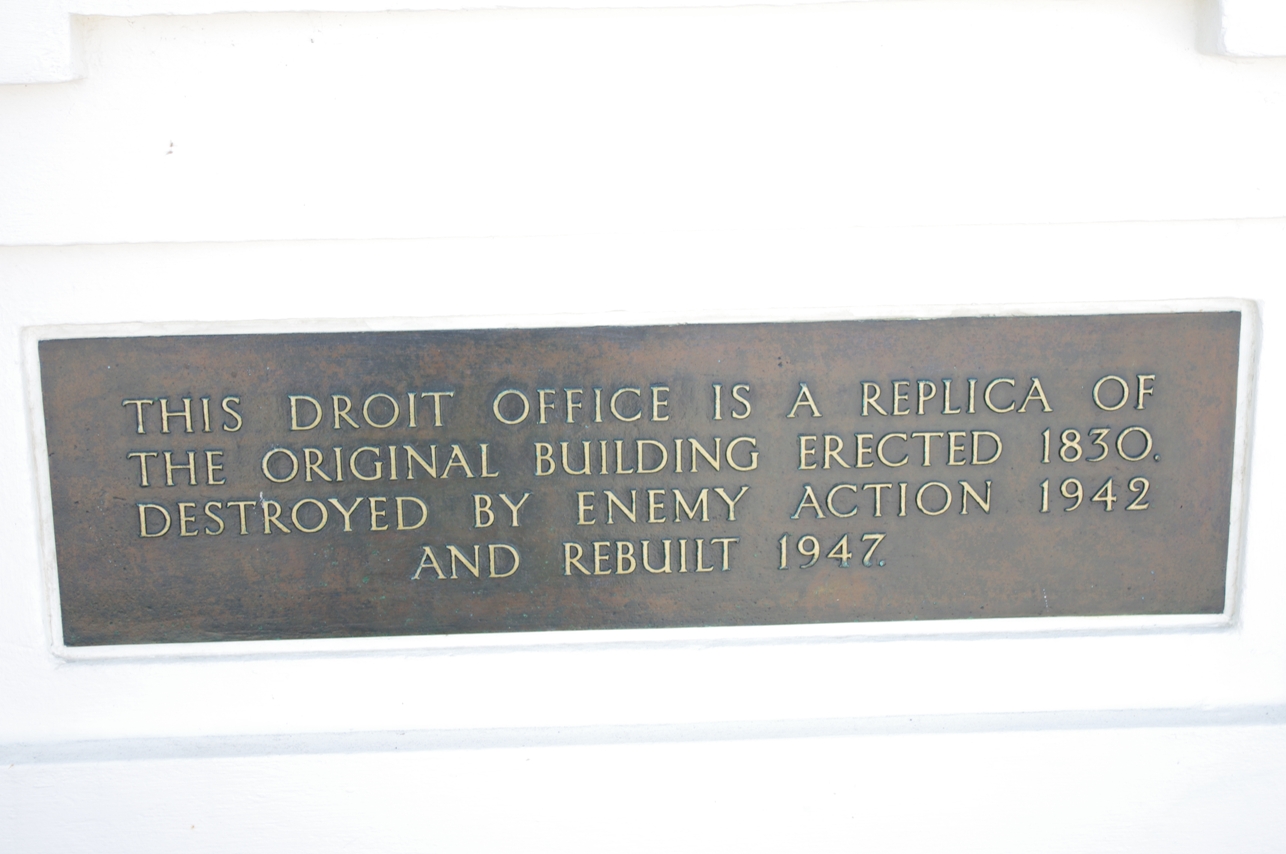 THIS DROIT OFFICE IS A REPLICA OF
THE ORIGINAL BUILDING ERECTED 1830.
DESTROYED BY ENEMY ACTION 1942
AND REBUILT 1947.